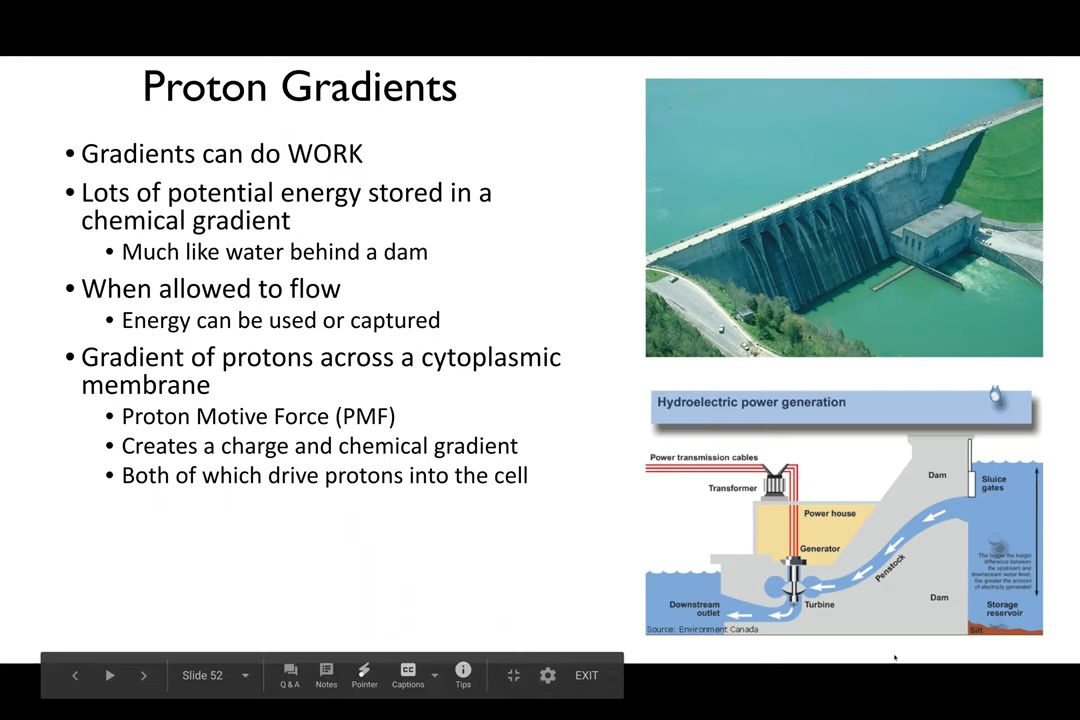 Proton Gradients
• Gradients can do WORK
• Lots of potential energy stored in a
chemical gradient
• Much like water behind a dam
• When allowed to flow
• Energy can be used or captured
• Gradient of protons across a cytoplasmic
membrane
• Proton Motive Force (PMF)
• Creates a charge and chemical gradient
• Both of which drive protons into the cell
Hydroelectric power generation
Power transmission cables
Transformer
Power house
Generator
Dam
Sluice
gates
Penstock
The bigger the height
difference between
the upstream and
downstream water level,
the greater the amount
of electricity generated
Dam
Storage
reservoir
Turbine
Downstream
outlet
Silt
Source: Environment Canada
Slide 52
Q & A
Notes
Pointer
CC
Captions
Tips
EXIT